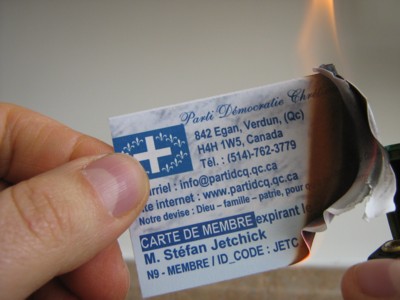 Parti Démocratie Chr
842 Egan, Verdun, (Qc)
H4H 1W5, Canada
Tél.: (514)-762-3779
rriel : info@partidcq.qc.ca
te internet : www.partidcq.qc.ca
Notre devise : Dieu – famille – patrie, pour
CARTE DE MEMBRE expirant l
M. Stéfan Jetchick
N9 - MEMBRE / ID_CODE : JETC